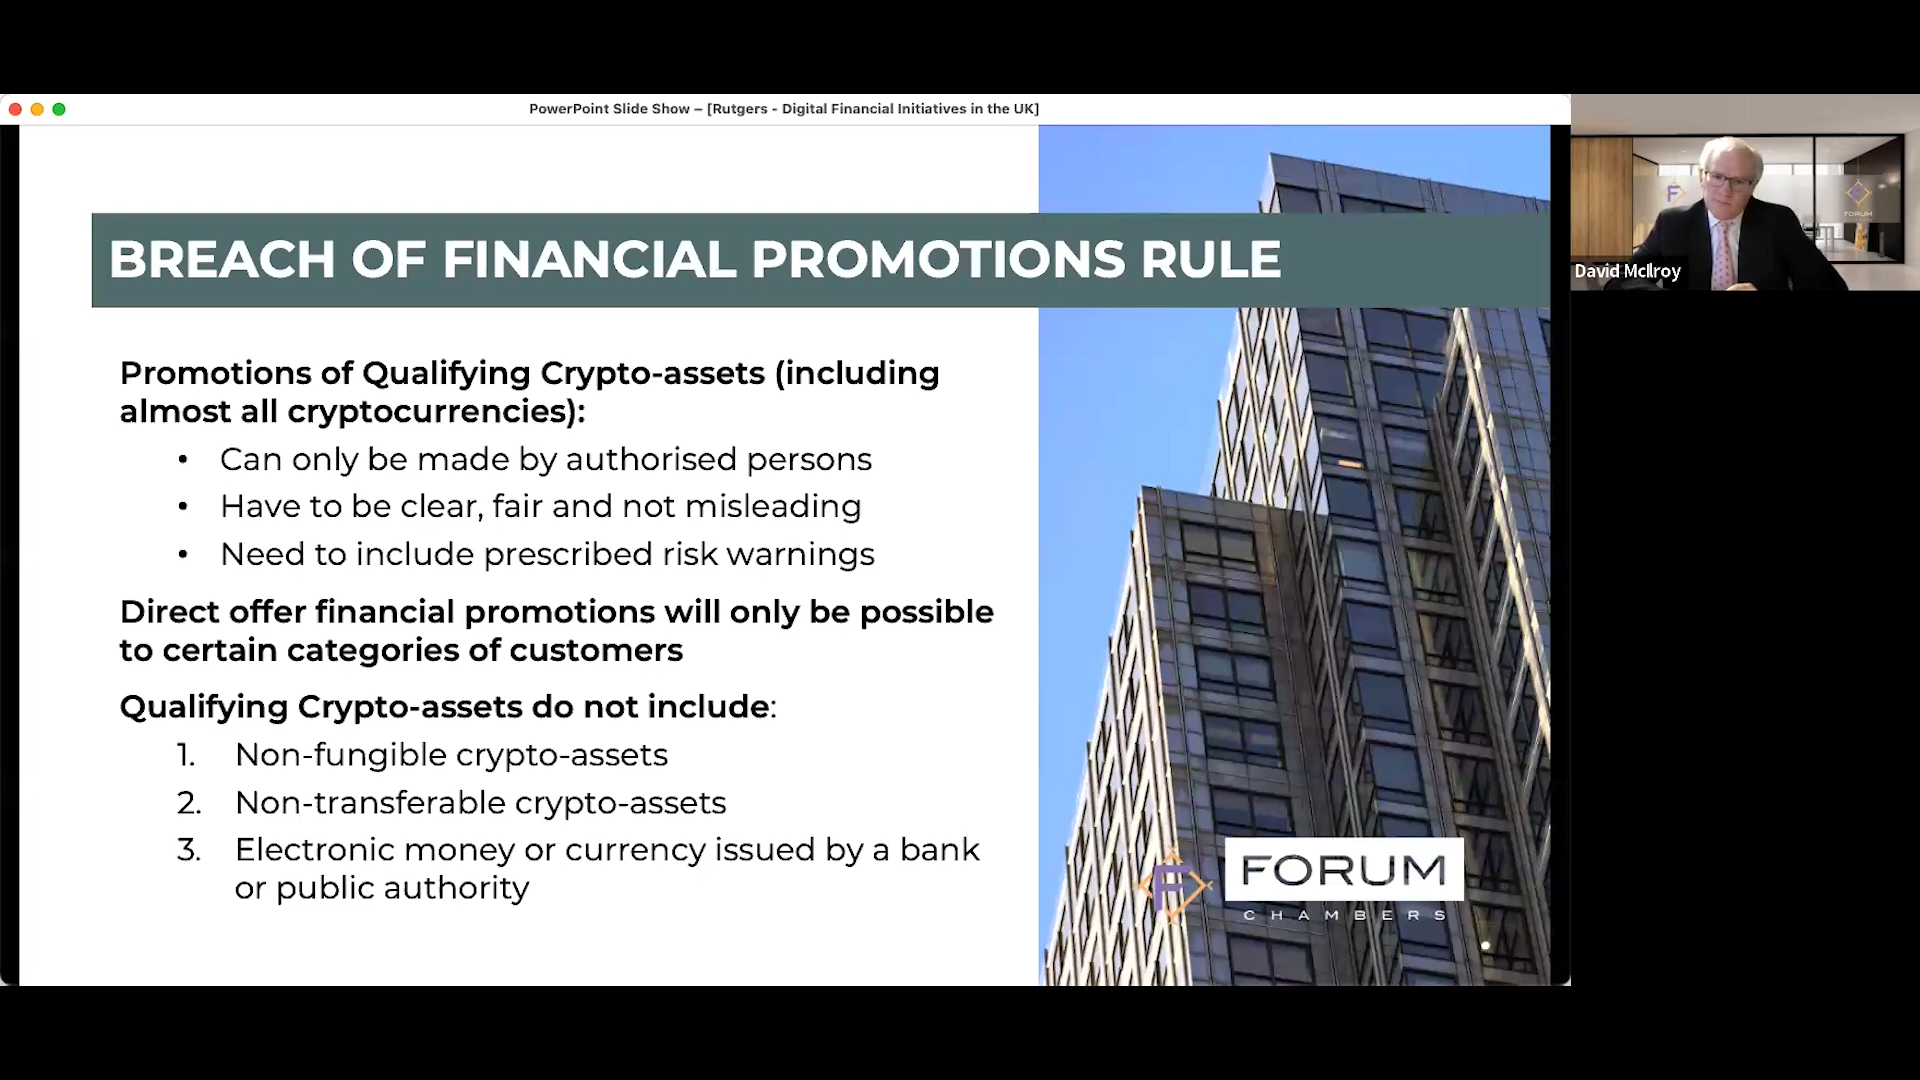 PowerPoint Slide Show – [Rutgers - Digital Financial Initiatives in the UK]
BREACH OF FINANCIAL PROMOTIONS RULE
Promotions of Qualifying Crypto-assets (including
almost all cryptocurrencies):
• Can only be made by authorised persons
• Have to be clear, fair and not misleading
• Need to include prescribed risk warnings
Direct offer financial promotions will only be possible
to certain categories of customers
Qualifying Crypto-assets do not include:
1. Non-fungible crypto-assets
2. Non-transferable crypto-assets
3. Electronic money or currency issued by a bank
or public authority
F
FORUM
CHAMBERS
F
FORUM
David McIlroy